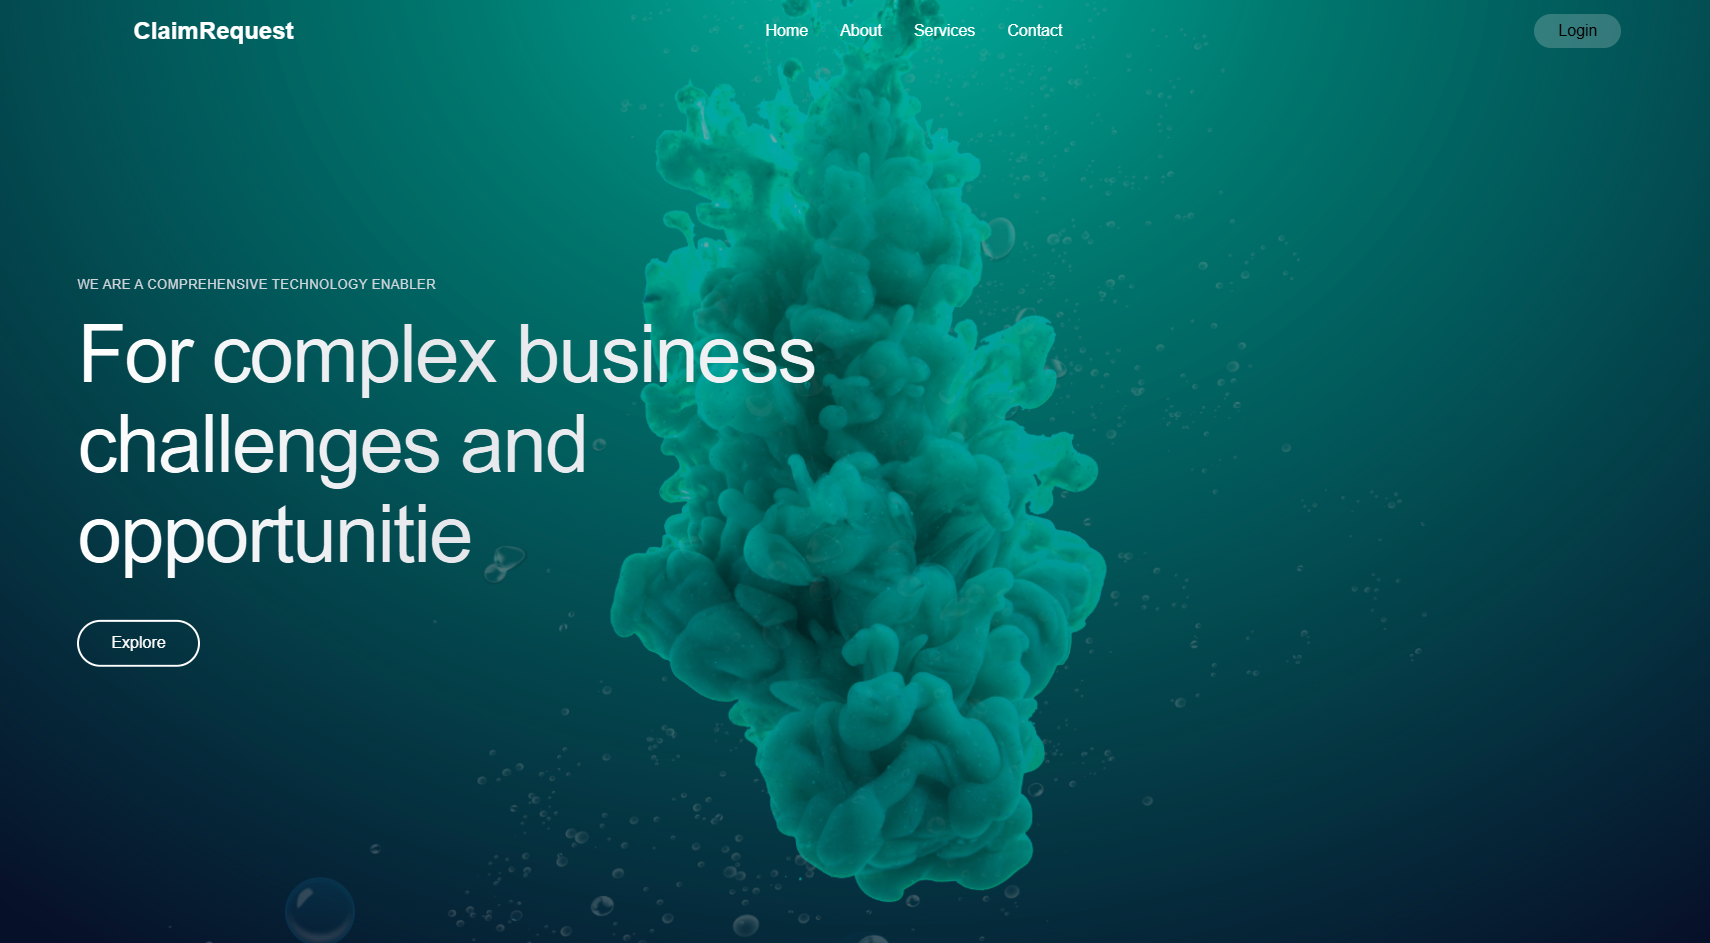 ClaimRequest
Home About Services Contact
Login
WE ARE A COMPREHENSIVE TECHNOLOGY ENABLER
For complex business
challenges and
opportunitie
Explore